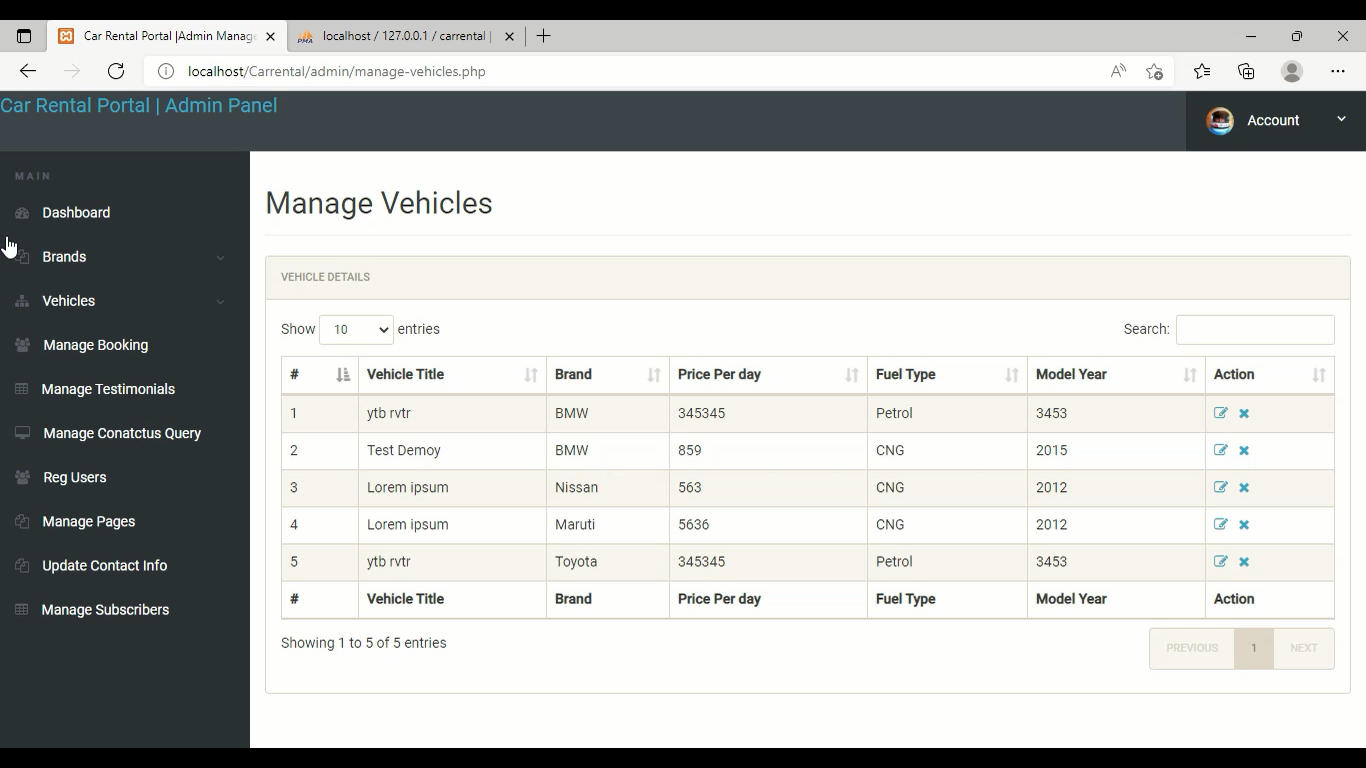 Car Rental Portal |Admin Manage
localhost / 127.0.0.1 / carrental |
localhost/Carrental/admin/manage-vehicles.php
Car Rental Portal | Admin Panel
Account
MAIN
Dashboard
Brands
Vehicles
Manage Booking
Manage Testimonials
Manage Conatctus Query
Reg Users
Manage Pages
Update Contact Info
Manage Subscribers
Manage Vehicles
VEHICLE DETAILS
Show 10 entries Search:
# Vehicle Title Brand Price Per day Fuel Type Model Year Action
1 ytb rvtr BMW 345345 Petrol 3453
2 Test Demoy BMW 859 CNG 2015
3 Lorem ipsum Nissan 563 CNG 2012
4 Lorem ipsum Maruti 5636 CNG 2012
5 ytb rvtr Toyota 345345 Petrol 3453
# Vehicle Title Brand Price Per day Fuel Type Model Year Action
Showing 1 to 5 of 5 entries
PREVIOUS 1 NEXT